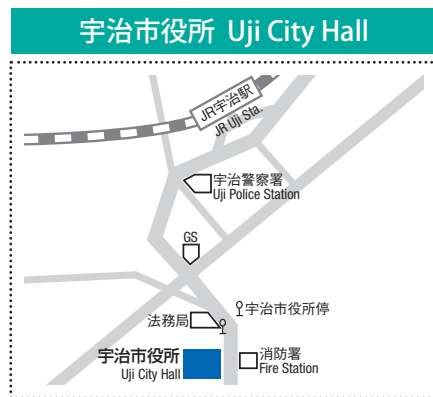 宇治市役所 Uji City Hall
JR宇治駅
JR Uji Sta.
宇治警察署
Uji Police Station
GS
宇治市役所停
法務局
宇治市役所
Uji City Hall
消防署
Fire Station